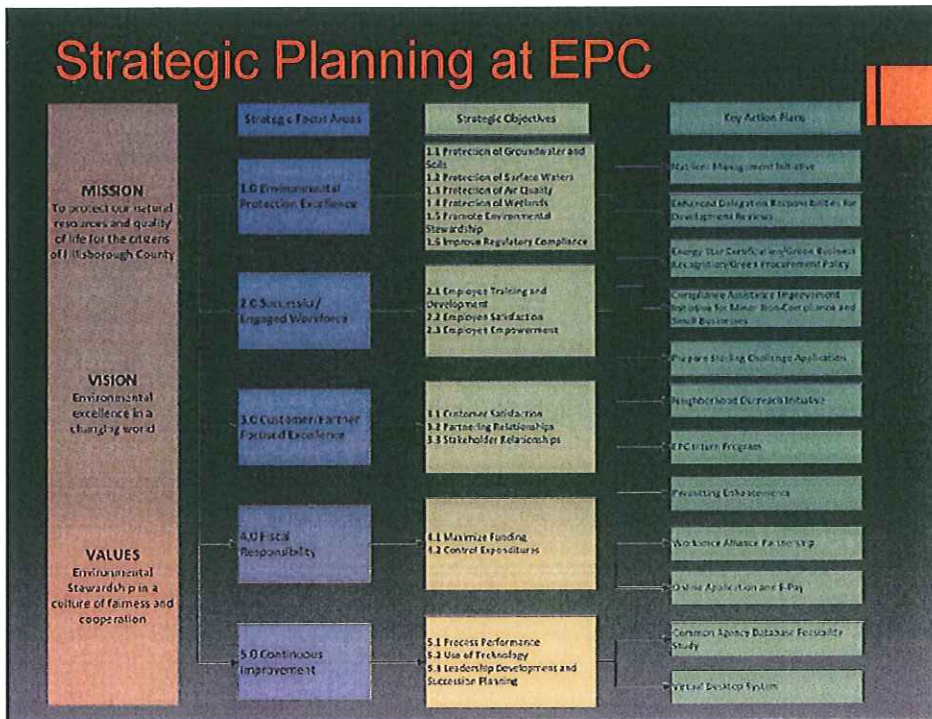 Strategic Planning at EPC
MISSION
To protect our natural
resources and quality
of life for the citizens
of Hillsborough County
VISION
Environmental
excellence in a
changing world
VALUES
Environmental
Stewardship in a
culture of fairness and
cooperation
Strategic Focus Areas
1.0 Environmental
Protection Excellence
2.0 Successful/
Engaged Workforce
3.0 Customer/Partner
Focused Excellence
4.0 Fiscal
Responsibility
5.0 Continuous
Improvement
Strategic Objectives
1.1 Protection of Groundwater and
Soils
1.2 Protection of Surface Waters
1.3 Protection of Air Quality
1.4 Protection of Wetlands
1.5 Promote Environmental
Stewardship
1.6 Improve Regulatory Compliance
2.1 Employee Training and
Development
2.2 Employee Satisfaction
2.3 Employee Empowerment
3.1 Customer Satisfaction
3.2 Partnering Relationships
3.3 Stakeholder Relationships
4.1 Maximize Funding
4.2 Control Expenditures
5.1 Process Performance
5.2 Use of Technology
5.3 Leadership Development and
Succession Planning
Key Action Plans
Nutrient Management Initiative
Enhanced Delegation Responsibilities for
Development Reviews
Energy Star Certification/Green Business
Recognition/Green Procurement Policy
Compliance Assistance Improvement
Initiative for Minor Non-Compliance and
Small Businesses
Prepare Sterling Challenge Application
Neighborhood Outreach Initiative
EPC Intern Program
Permitting Enhancements
Workforce Alliance Partnership
Online Application and E-Pay
Common Agency Database Feasibility
Study
Virtual Desktop System